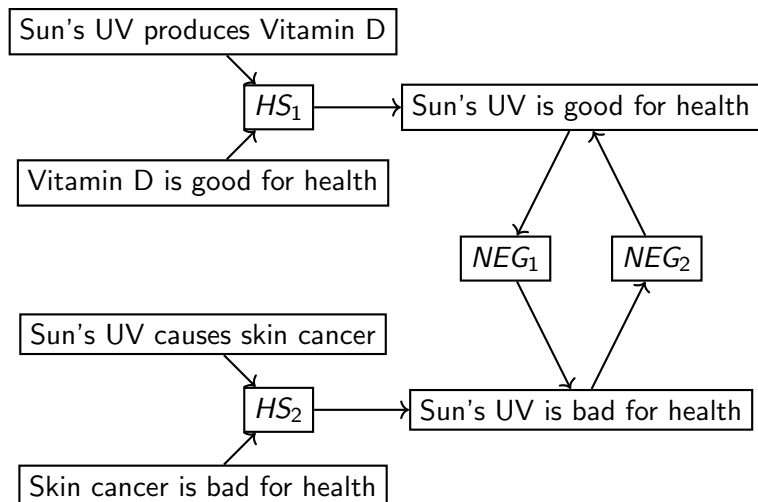 Sun's UV produces Vitamin D
HS₁
Sun's UV is good for health
Vitamin D is good for health
NEG₁
NEG₂
Sun's UV causes skin cancer
HS₂
Sun's UV is bad for health
Skin cancer is bad for health